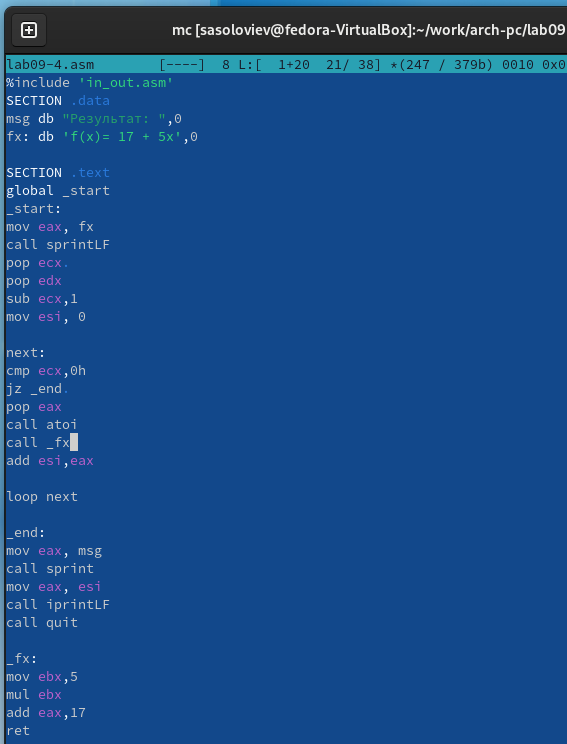 mc [sasoloviev@fedora-VirtualBox]:~/work/arch-pc/lab09
lab09-4.asm [----] 8 L:[ 1+20 21/ 38] *(247 / 379b) 0010 0x0
%include 'in_out.asm'
SECTION .data
msg db "Результат: ",0
fx: db 'f(x)= 17 + 5x',0
SECTION .text
global _start
_start:
mov eax, fx
call sprintLF
pop ecx.
pop edx
sub ecx,1
mov esi, 0
next:
cmp ecx,0h
jz _end.
pop eax
call atoi
call _fx
add esi,eax
loop next
_end:
mov eax, msg
call sprint
mov eax, esi
call iprintLF
call quit
_fx:
mov ebx,5
mul ebx
add eax,17
ret